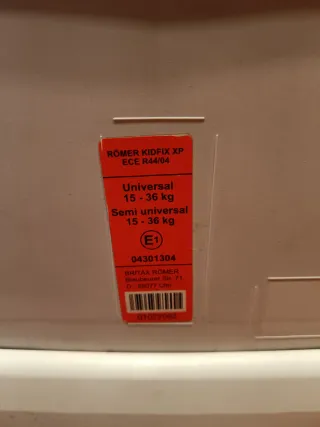 RÖMER KIDFIX XP
ECE R44/04
Universal
15 - 36 kg
Semi universal
15 - 36 kg
E1
04301304
BRITAX RÖMER